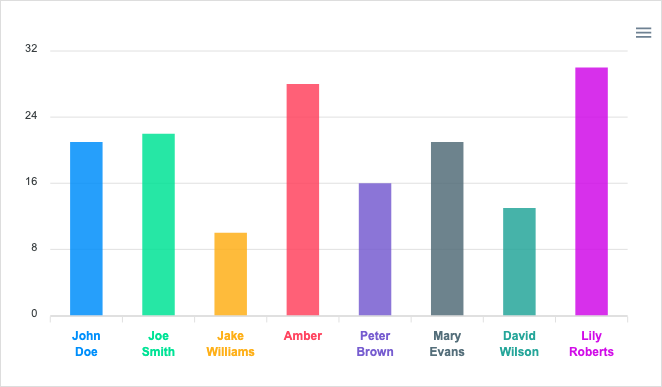 32
24
16
8
0
John Joe Jake Amber Peter Mary David Lily
Doe Smith Williams Brown Evans Wilson Roberts